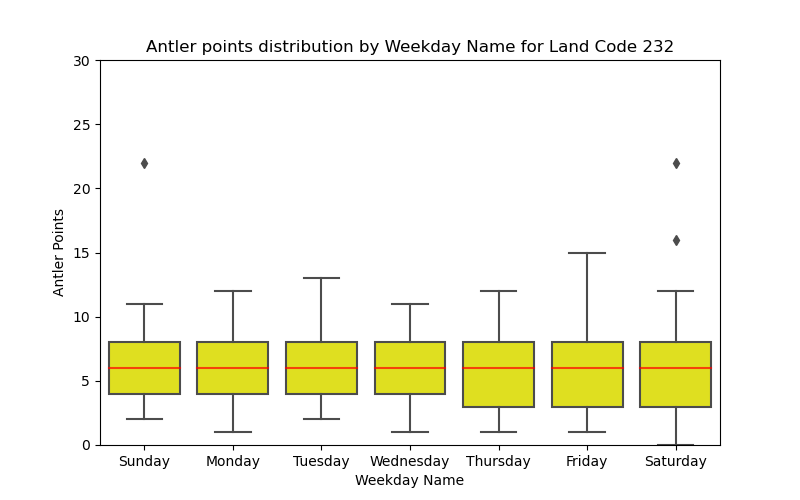 Antler points distribution by Weekday Name for Land Code 232
30
25
20
15
10
5
0
Antler Points
Sunday Monday Tuesday Wednesday Thursday Friday Saturday
Weekday Name